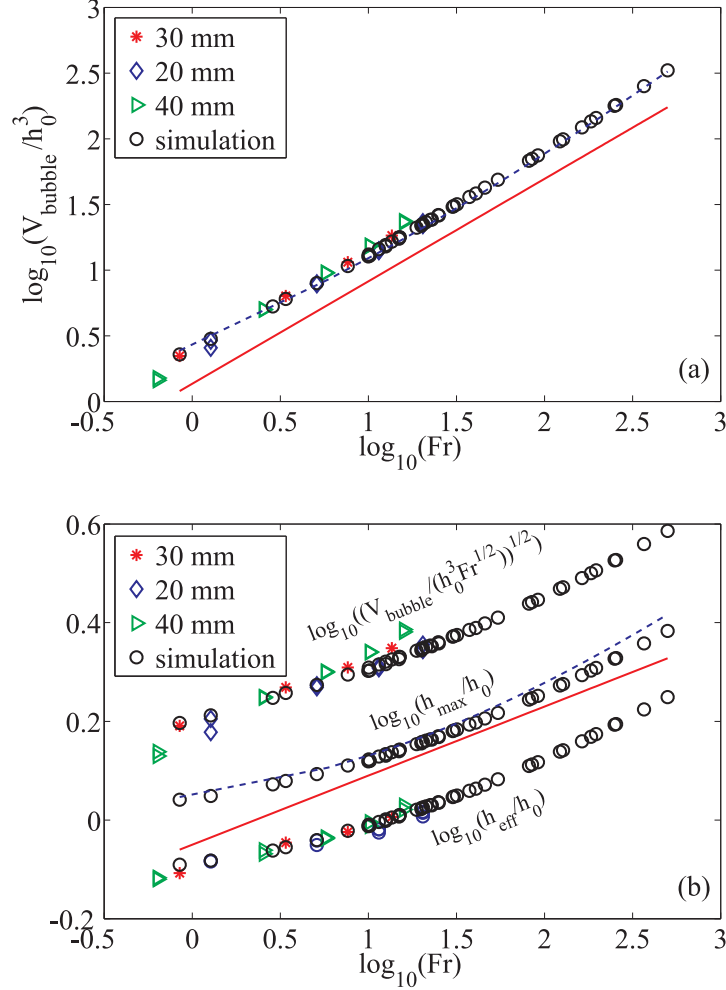 3
2.5
2
1.5
1
0.5
0
log10(Vbubble/h0^3)
30 mm
20 mm
40 mm
simulation
(a)
-0.5 0 0.5 1 1.5 2 2.5 3
log10(Fr)
0.6
0.4
0.2
0
-0.2
30 mm
20 mm
40 mm
simulation
log10((Vbubble/(h0^3Fr^1/2))^1/2)
log10(hmax/h0)
log10(heff/h0)
(b)
-0.5 0 0.5 1 1.5 2 2.5 3
log10(Fr)